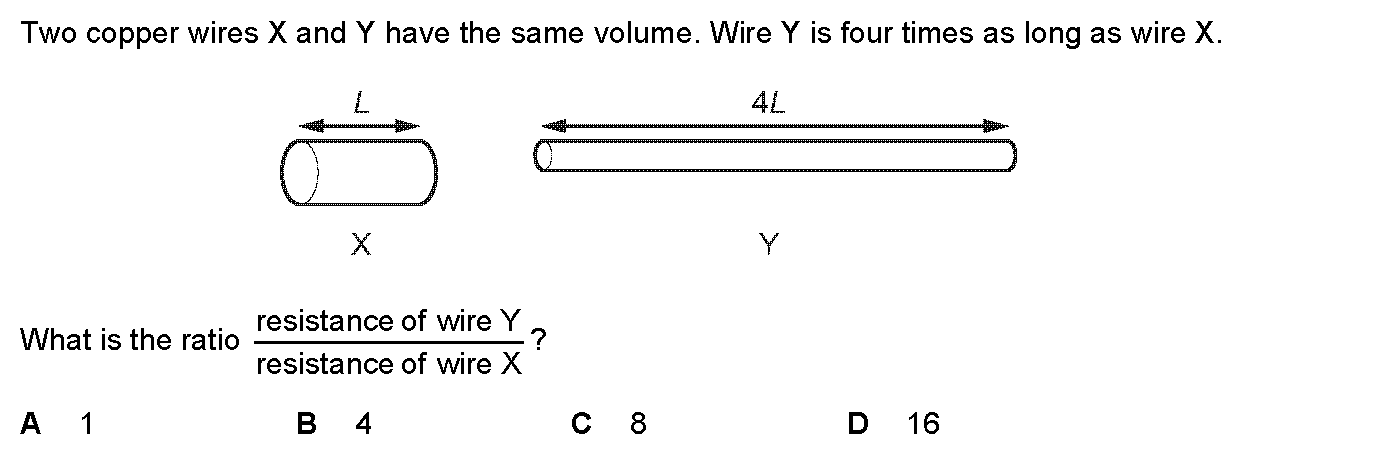 Two copper wires X and Y have the same volume. Wire Y is four times as long as wire X.
L
4L
X
Y
What is the ratio resistance of wire Y / resistance of wire X ?
A 1 B 4 C 8 D 16